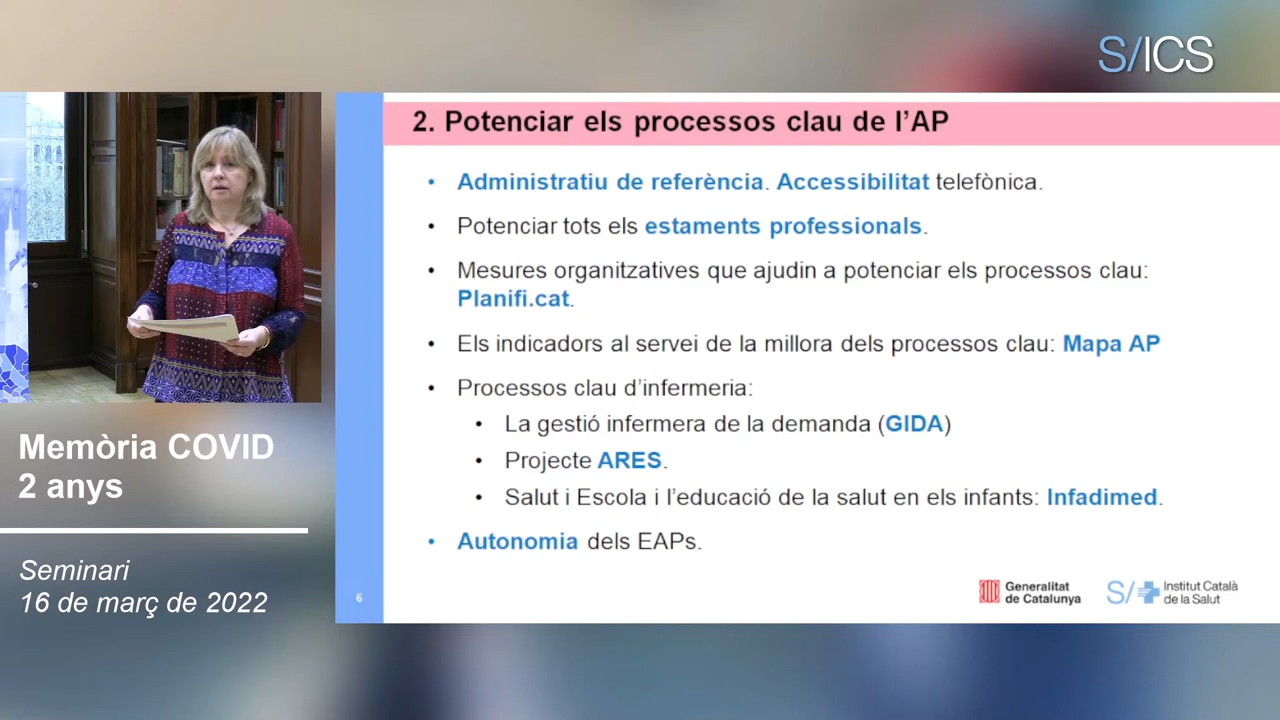 S/ICS
2. Potenciar els processos clau de l'AP
• Administratiu de referència. Accessibilitat telefònica.
• Potenciar tots els estaments professionals.
• Mesures organitzatives que ajudin a potenciar els processos clau:
Planifi.cat.
• Els indicadors al servei de la millora dels processos clau: Mapa AP
• Processos clau d'infermeria:
• La gestió infermera de la demanda (GIDA)
• Projecte ARES.
• Salut i Escola i l'educació de la salut en els infants: Infadimed.
• Autonomia dels EAPs.
6
Generalitat
de Catalunya
S/
Institut Català
de la Salut
Memòria COVID
2 anys
Seminari
16 de març de 2022